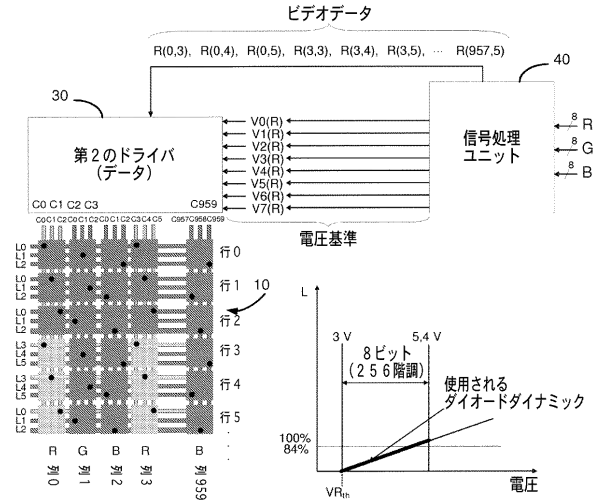 ビデオデータ
R(0,3), R(0,4), R(0,5), R(3,3), R(3,4), R(3,5), ··· R(957,5)
30
40
第2のドライバ
(データ)
C0 C1 C2 C3 C959
V0(R)
V1(R)
V2(R)
V3(R)
V4(R)
V5(R)
V6(R)
V7(R)
電圧基準
信号処理
ユニット
8 R
8 G
8 B
C0C1C2C0C1C2C0C1C2C3C4C5 C957C958C959
L0
L1
L2
行0
L0
L1
L2
行1
10
L0
L1
L2
行2
L3
L4
L5
行3
L3
L4
L5
行4
L0
L1
L2
行5
R G B R B
列0 列1 列2 列3 列959
L
3 V 5,4 V
8ビット
(256階調)
使用される
ダイオードダイナミック
100%
84%
VRth
電圧